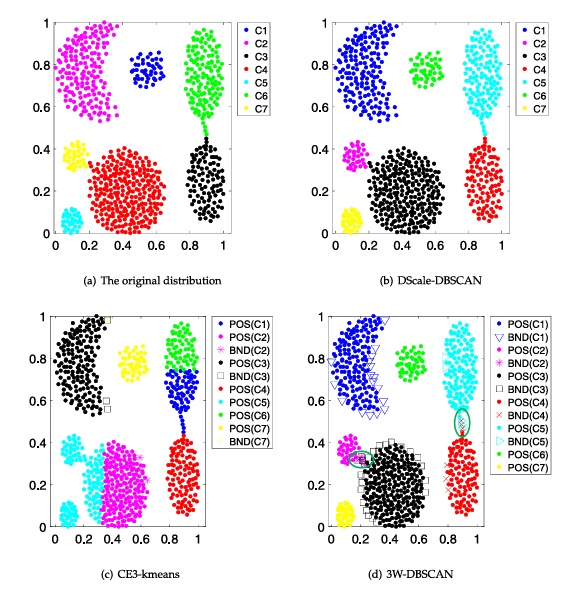 1
0.8
0.6
0.4
0.2
0
0 0.2 0.4 0.6 0.8 1
C1
C2
C3
C4
C5
C6
C7
(a) The original distribution
1
0.8
0.6
0.4
0.2
0
0 0.2 0.4 0.6 0.8 1
C1
C2
C3
C4
C5
C6
C7
(b) DScale-DBSCAN
1
0.8
0.6
0.4
0.2
0
0 0.2 0.4 0.6 0.8 1
POS(C1)
POS(C2)
BND(C2)
POS(C3)
BND(C3)
POS(C4)
POS(C5)
POS(C6)
POS(C7)
BND(C7)
(c) CE3-kmeans
1
0.8
0.6
0.4
0.2
0
0 0.2 0.4 0.6 0.8 1
POS(C1)
BND(C1)
POS(C2)
BND(C2)
POS(C3)
BND(C3)
POS(C4)
BND(C4)
POS(C5)
BND(C5)
POS(C6)
POS(C7)
(d) 3W-DBSCAN